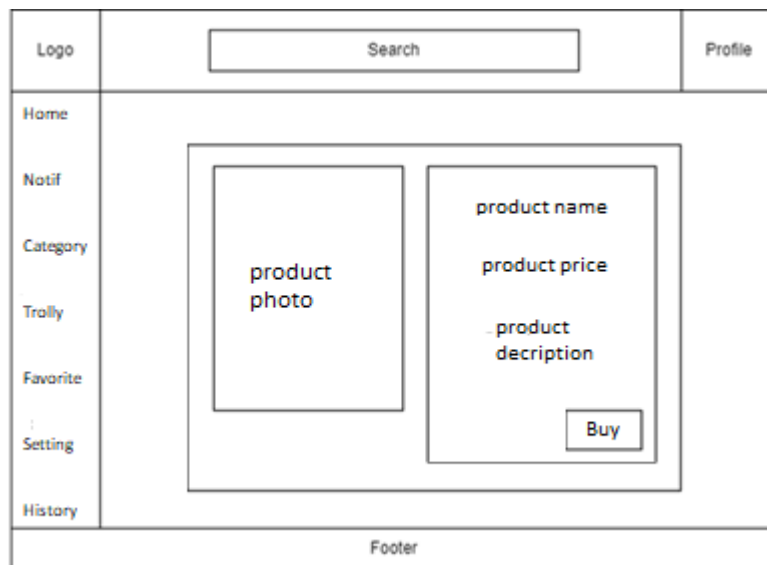 Logo
Search
Profile
Home
Notif
Category
Trolly
Favorite
Setting
History
product
photo
product name
product price
product
decription
Buy
Footer